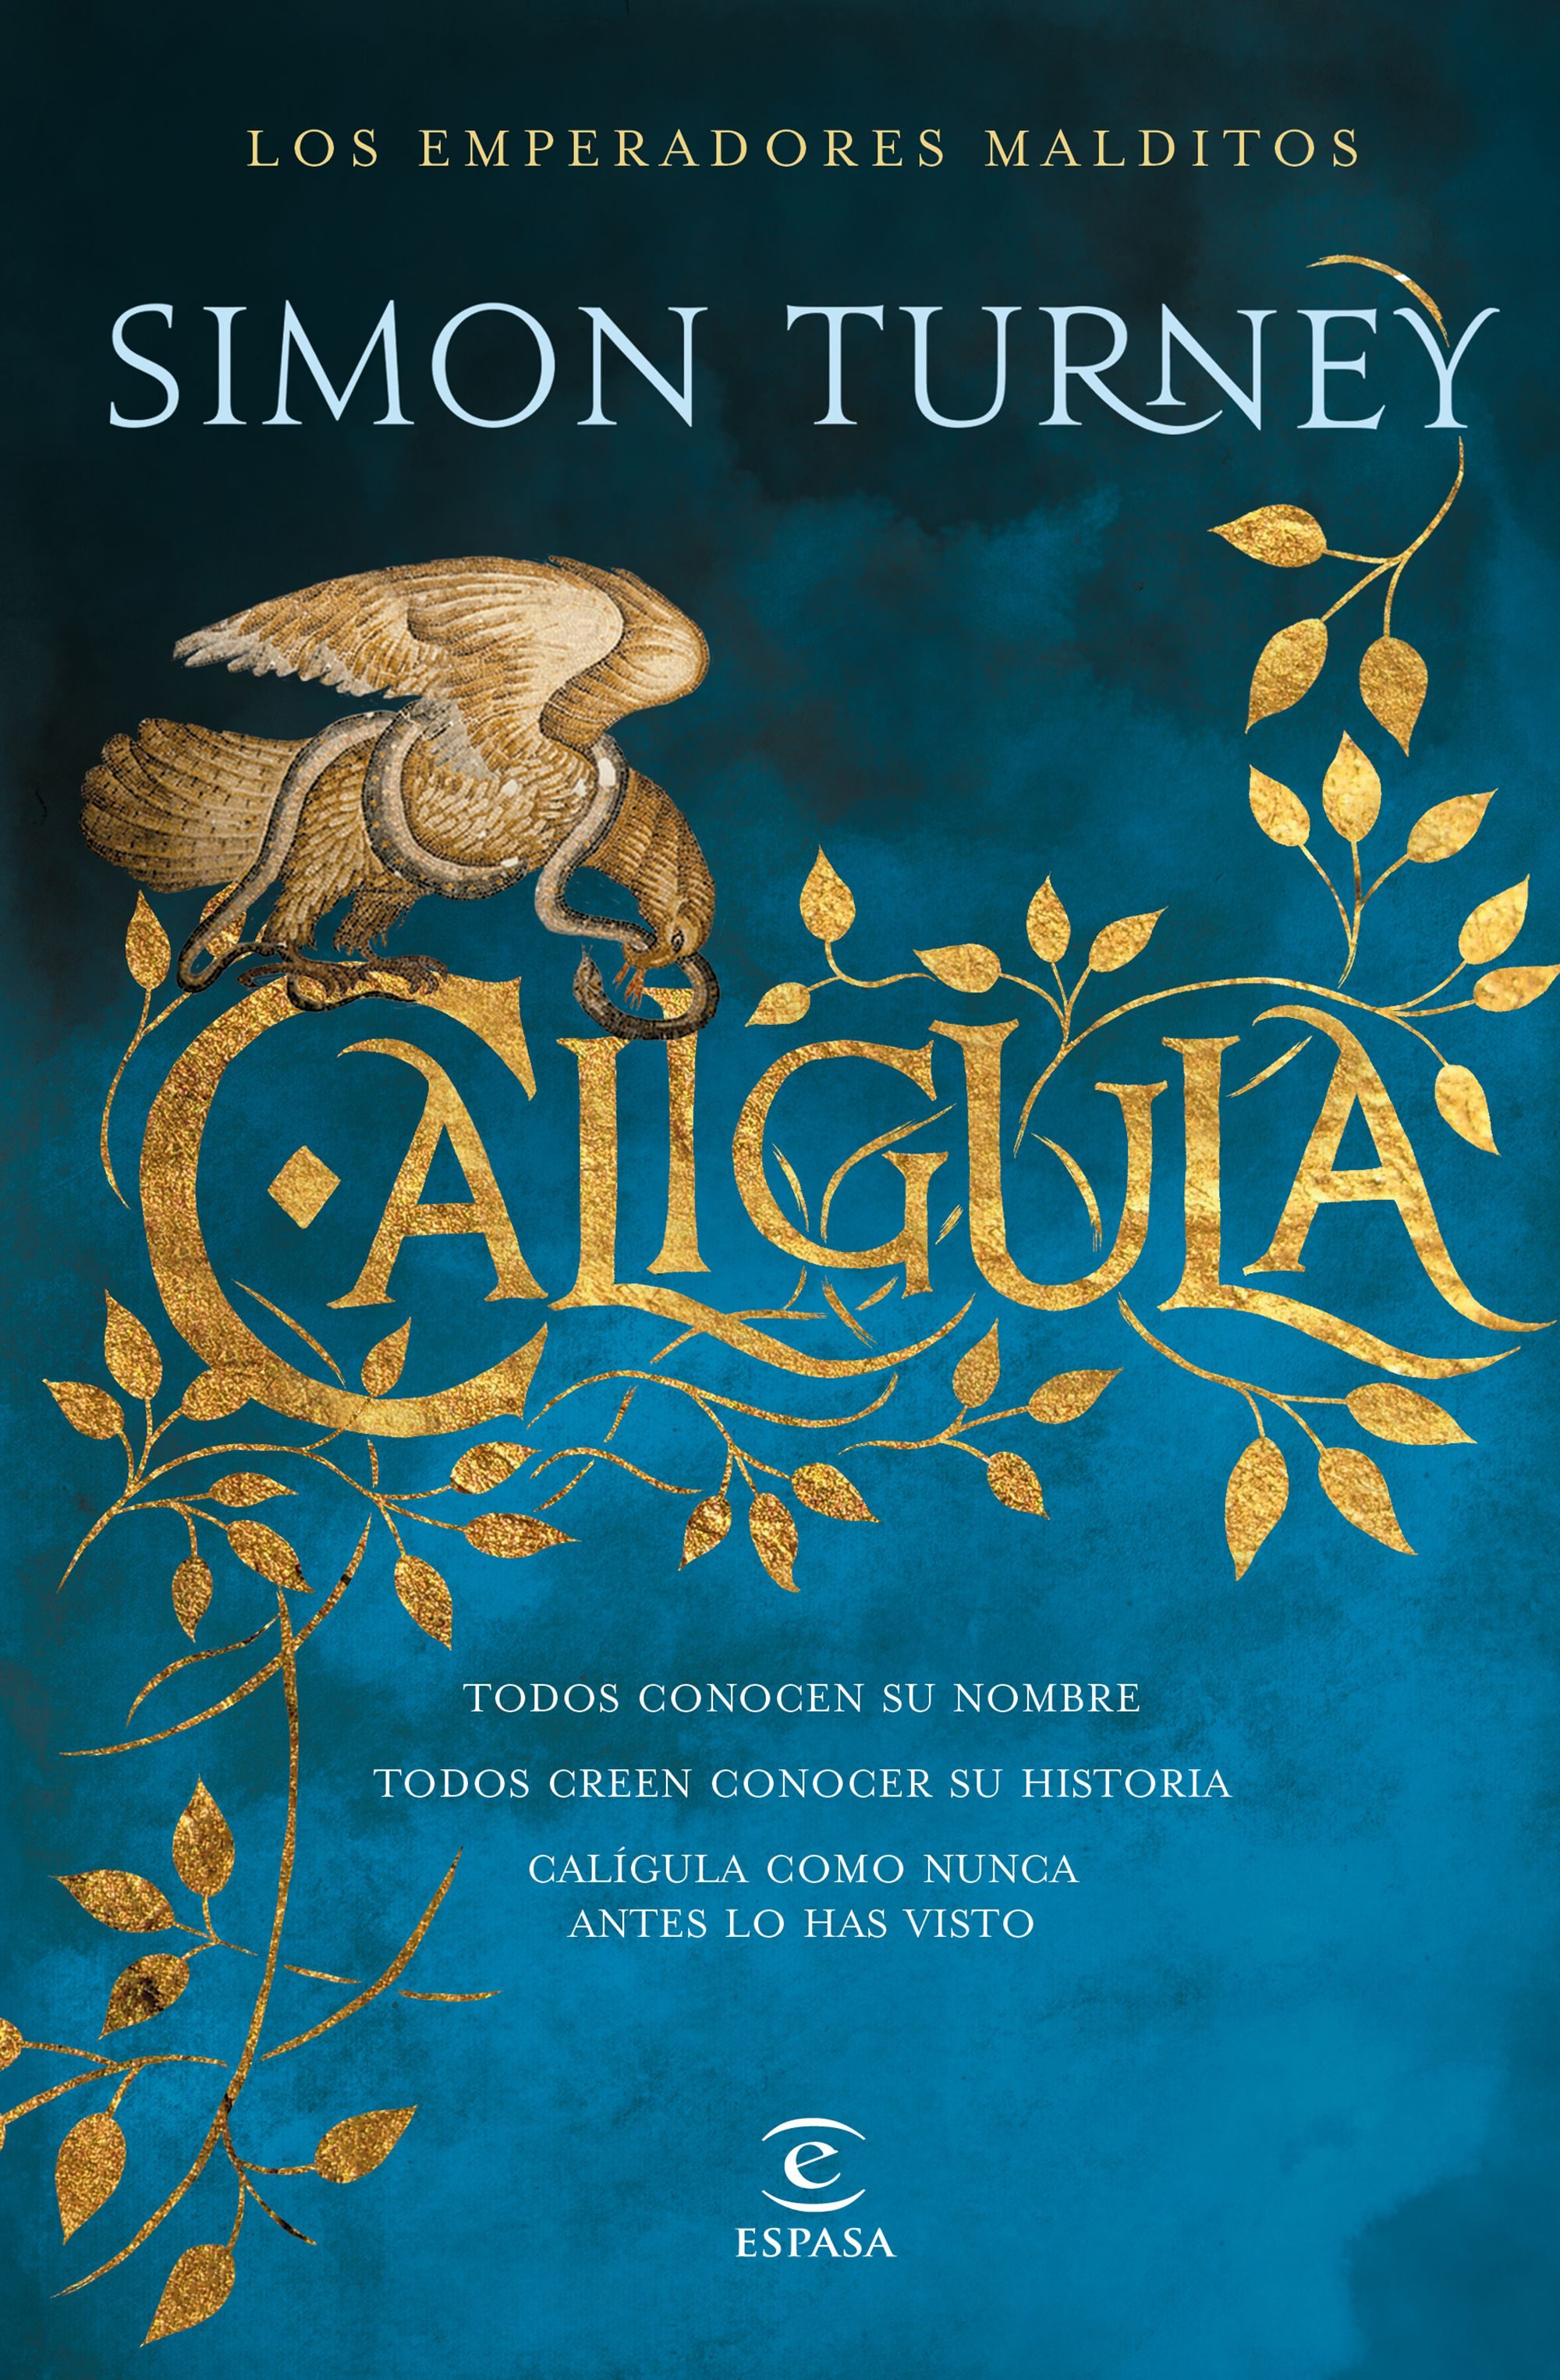 LOS EMPERADORES MALDITOS
SIMON TURNEY
CALIGULA
TODOS CONOCEN SU NOMBRE
TODOS CREEN CONOCER SU HISTORIA
CALÍGULA COMO NUNCA
ANTES LO HAS VISTO
e
ESPASA